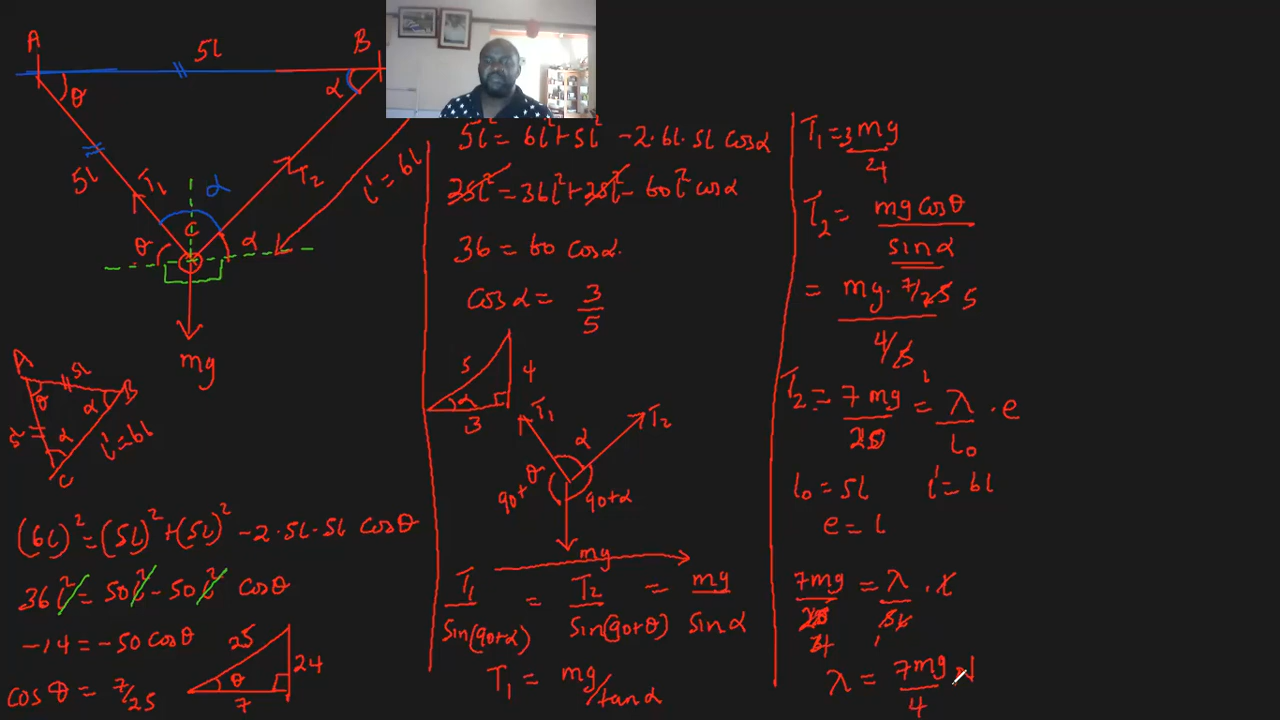 A
5l
B
θ
α
5l
T₁
α
T₂
l' = 6l
C
θ
α
mg
A
5l
B
θ
α
5
α
l' = 6l
C
(6l)² = (5l)² + (5l)² - 2·5l·5l cosθ
36l² = 50l² - 50l² cosθ
-14 = -50 cosθ
cosθ = 7/25
25
24
θ
7
5l² = 6l² + 5l² - 2·6l·5l cosα
25l² = 36l² + 25l² - 60l² cosα
36 = 60 cosα.
cosα = 3/5
5
4
α
3
T₁
T₂
α
90+θ
90+α
mg
T₁/sin(90+α) = T₂/sin(90+θ) = mg/sinα
T₁ = mg/tanα
T₁ = 3mg/4
T₂ = mg cosθ/sinα
= mg·7/25 5 / 4/5
T₂ = 7mg/20 = λ/l₀ · e
l₀ = 5l l' = 6l
e = l
7mg/20 = λ/5l · l
4 1
λ = 7mg/4 N